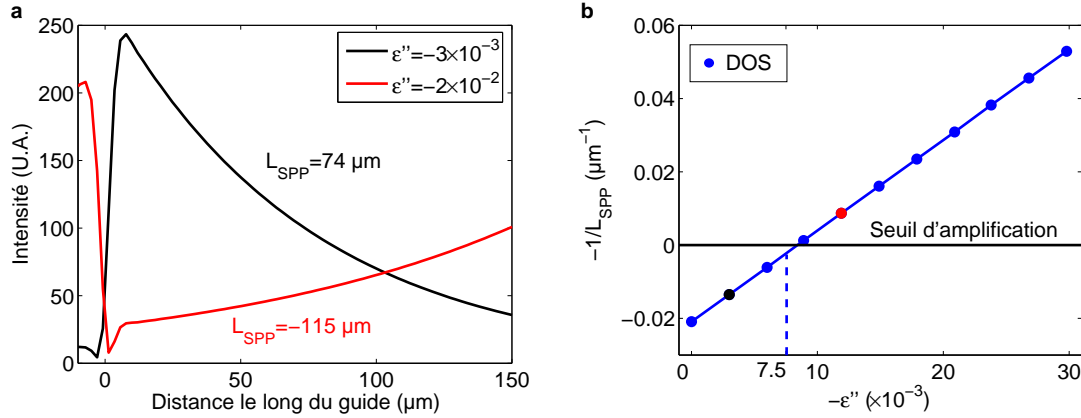 a
250
200
150
100
50
0
Intensité (U.A.)
ε''=−3×10⁻³
ε''=−2×10⁻²
L_SPP=74 µm
L_SPP=−115 µm
0
50
100
150
Distance le long du guide (µm)
b
0.06
0.04
0.02
0
−0.02
−1/L_SPP (µm⁻¹)
DOS
Seuil d'amplification
0
7.5
10
20
30
−ε'' (×10⁻³)